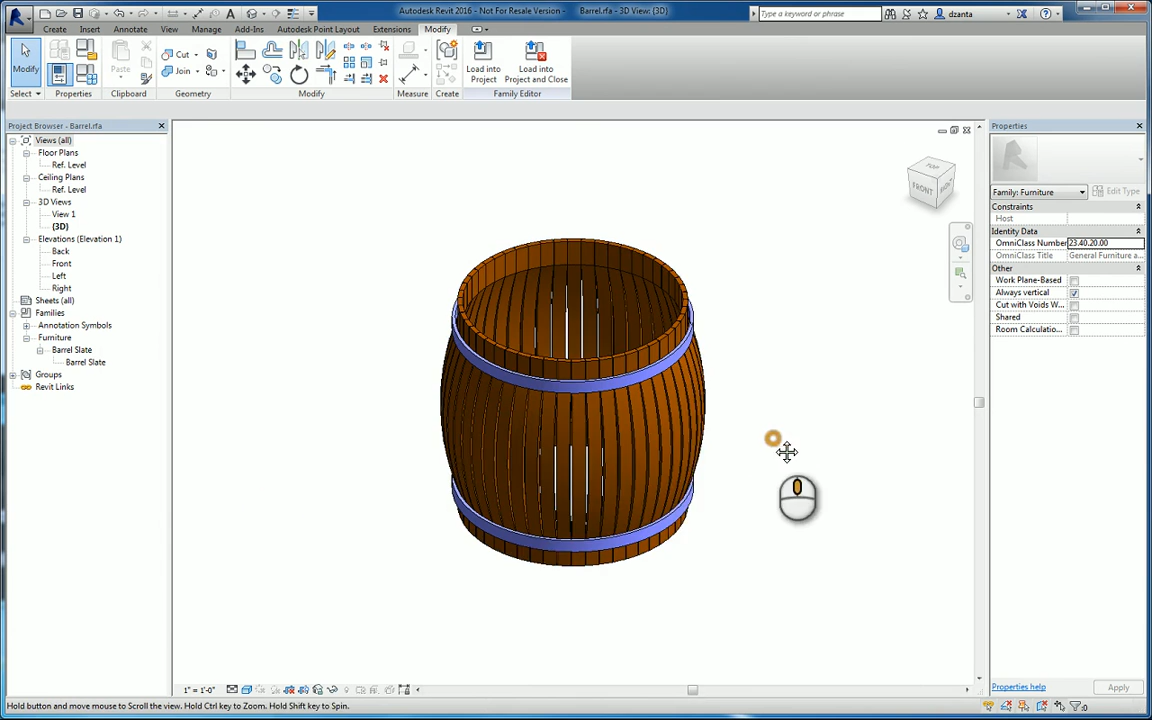 Autodesk Revit 2016 - Not For Resale Version - Barrel.rfa - 3D View: {3D}
Type a keyword or phrase
dzanta
Create Insert Annotate View Manage Add-Ins Autodesk Point Layout Extensions Modify
Modify
Paste
Cut
Join
Load into
Project
Load into
Project and Close
Select Properties Clipboard Geometry Modify Measure Create Family Editor
Project Browser - Barrel.rfa
Views (all)
Floor Plans
Ref. Level
Ceiling Plans
Ref. Level
3D Views
View 1
{3D}
Elevations (Elevation 1)
Back
Front
Left
Right
Sheets (all)
Families
Annotation Symbols
Furniture
Barrel Slate
Barrel Slate
Groups
Revit Links
TOP
FRONT
Properties
Family: Furniture
Edit Type
Constraints
Host
Identity Data
OmniClass Number 23.40.20.00
OmniClass Title General Furniture a...
Other
Work Plane-Based
Always vertical
Cut with Voids W...
Shared
Room Calculatio...
Properties help
Apply
1" = 1'-0"
Hold button and move mouse to Scroll the view. Hold Ctrl key to Zoom. Hold Shift key to Spin.
:0